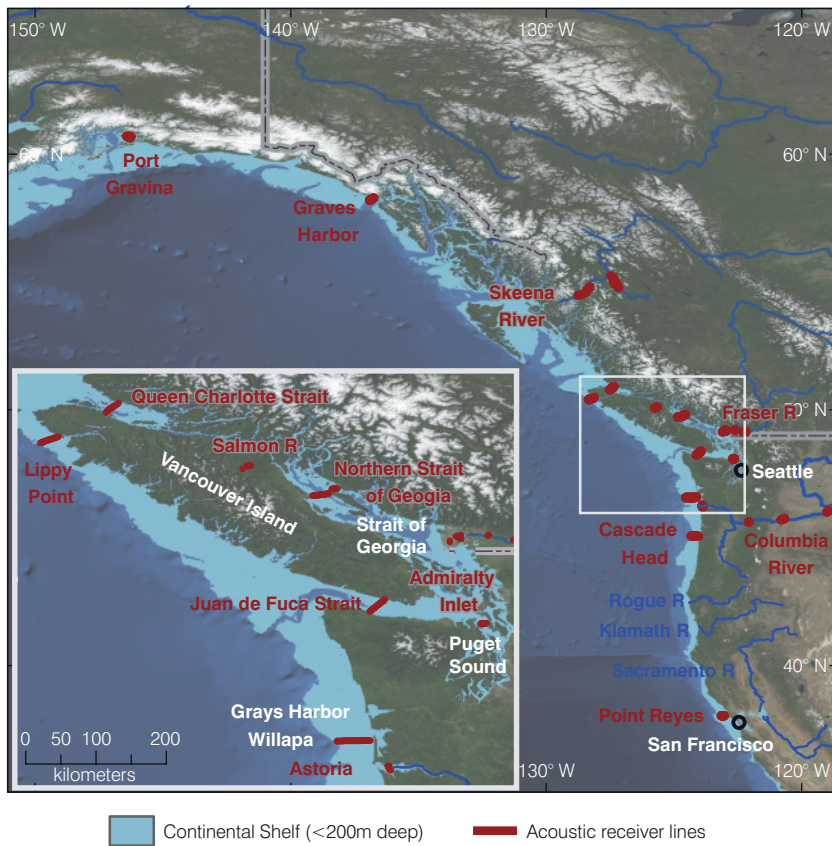 150° W
140° W
130° W
120° W
60° N
60° N
Port
Gravina
Graves
Harbor
Skeena
River
50° N
Fraser R
Seattle
Cascade
Head
Columbia
River
Rogue R
Klamath R
Sacramento R
40° N
Point Reyes
San Francisco
130° W
120° W
Queen Charlotte Strait
Lippy
Point
Salmon R
Vancouver Island
Northern Strait
of Geogia
Strait of
Georgia
Admiralty
Inlet
Juan de Fuca Strait
Puget
Sound
Grays Harbor
Willapa
Astoria
0 50 100 200
kilometers
Continental Shelf (<200m deep)
Acoustic receiver lines